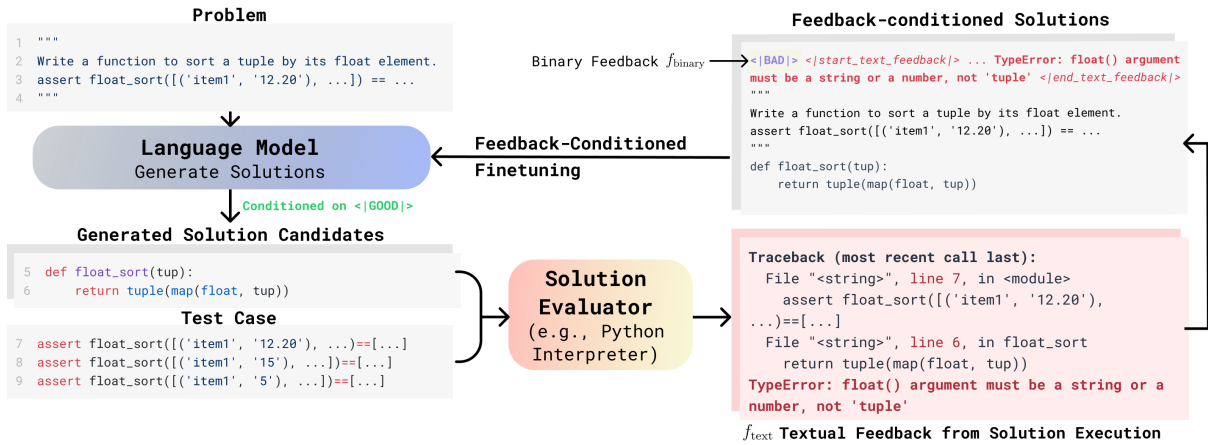 Problem
1 """
2 Write a function to sort a tuple by its float element.
3 assert float_sort([('item1', '12.20'), ...]) == ...
4 """
Language Model
Generate Solutions
Conditioned on <|GOOD|>
Generated Solution Candidates
5 def float_sort(tup):
6 return tuple(map(float, tup))
Test Case
7 assert float_sort([('item1', '12.20'), ...)==[...]
8 assert float_sort([('item1', '15'), ...])==[...]
9 assert float_sort([('item1', '5'), ...])==[...]
Solution
Evaluator
(e.g., Python
Interpreter)
Feedback-Conditioned
Finetuning
Feedback-conditioned Solutions
Binary Feedback f_binary
<|BAD|> <|start_text_feedback|> ... TypeError: float() argument
must be a string or a number, not 'tuple' <|end_text_feedback|>
"""
Write a function to sort a tuple by its float element.
assert float_sort([('item1', '12.20'), ...]) == ...
"""
def float_sort(tup):
return tuple(map(float, tup))
Traceback (most recent call last):
File "<string>", line 7, in <module>
assert float_sort([('item1', '12.20'),
...)==[...]
File "<string>", line 6, in float_sort
return tuple(map(float, tup))
TypeError: float() argument must be a string or a
number, not 'tuple'
f_text Textual Feedback from Solution Execution